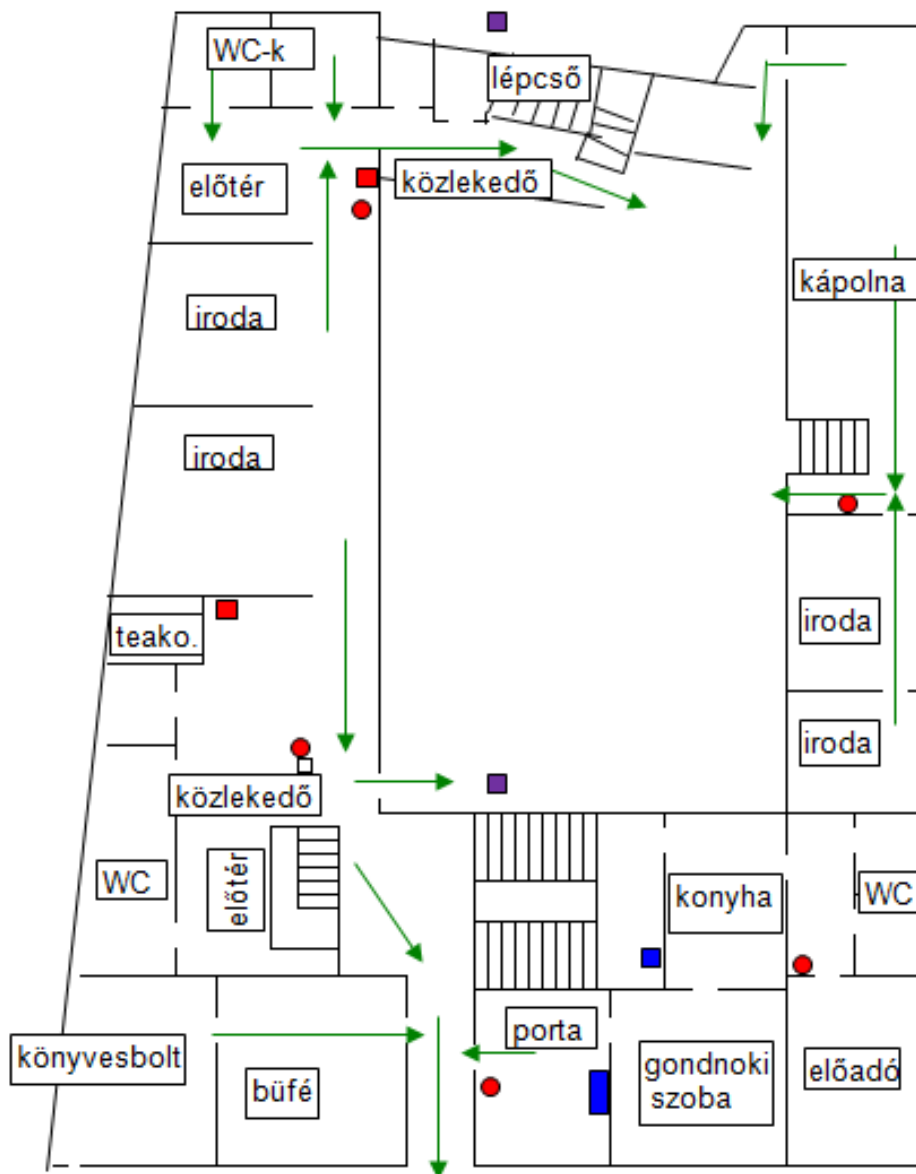 WC-k
lépcső
előtér
közlekedő
kápolna
iroda
iroda
teako.
iroda
iroda
közlekedő
WC
előtér
konyha
WC
könyvesbolt
büfé
porta
gondnoki
szoba
előadó